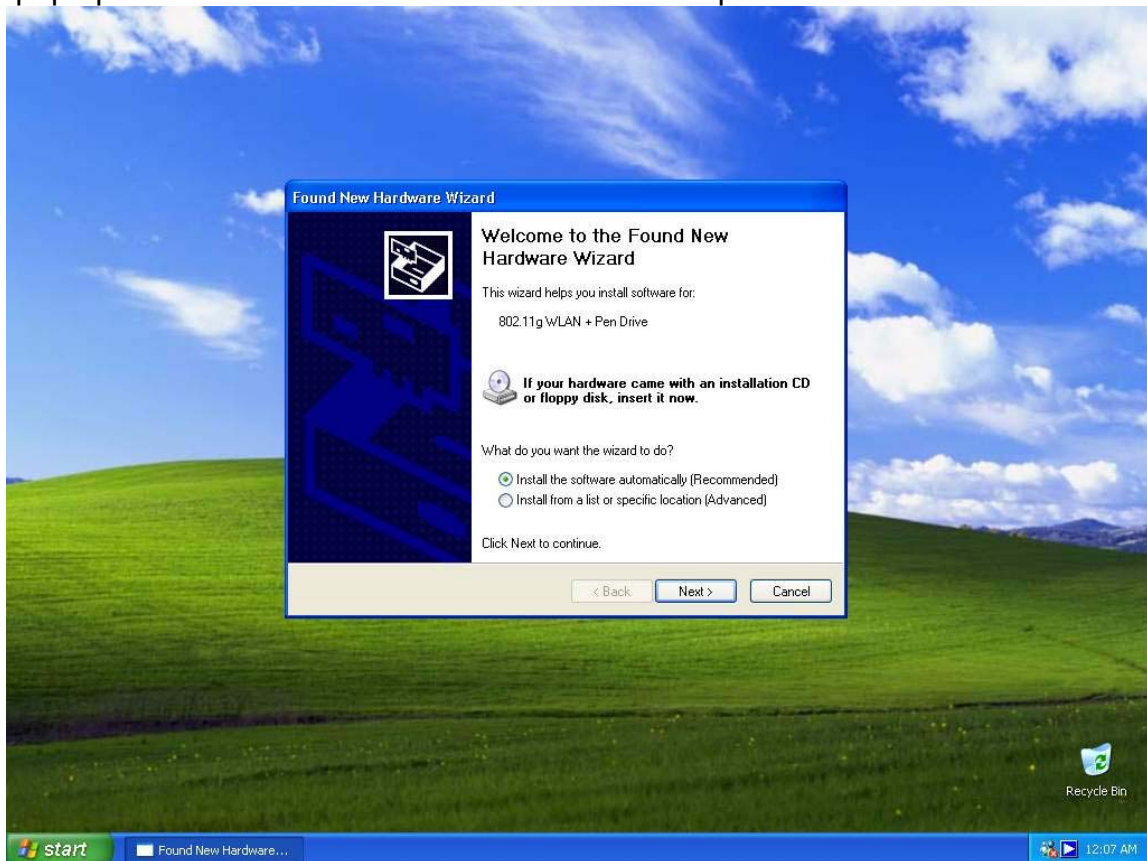 Found New Hardware Wizard
Welcome to the Found New
Hardware Wizard
This wizard helps you install software for:
802.11g WLAN + Pen Drive
If your hardware came with an installation CD
or floppy disk, insert it now.
What do you want the wizard to do?
Install the software automatically (Recommended)
Install from a list or specific location (Advanced)
Click Next to continue.
< Back
Next >
Cancel
Recycle Bin
start
Found New Hardware...
12:07 AM